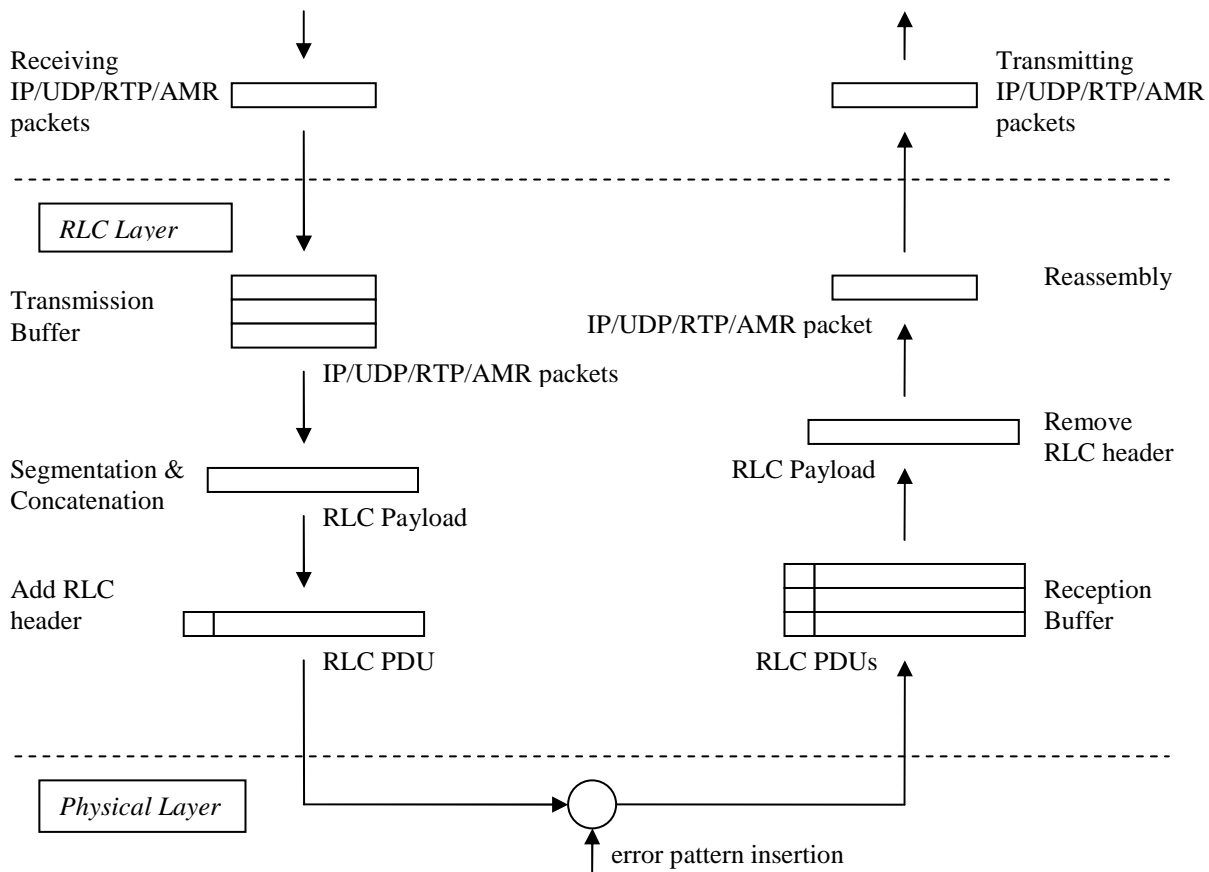 Receiving
IP/UDP/RTP/AMR
packets
Transmitting
IP/UDP/RTP/AMR
packets
RLC Layer
Transmission
Buffer
IP/UDP/RTP/AMR packets
Reassembly
IP/UDP/RTP/AMR packet
Segmentation &
Concatenation
RLC Payload
Remove
RLC header
RLC Payload
Add RLC
header
RLC PDU
Reception
Buffer
RLC PDUs
Physical Layer
error pattern insertion